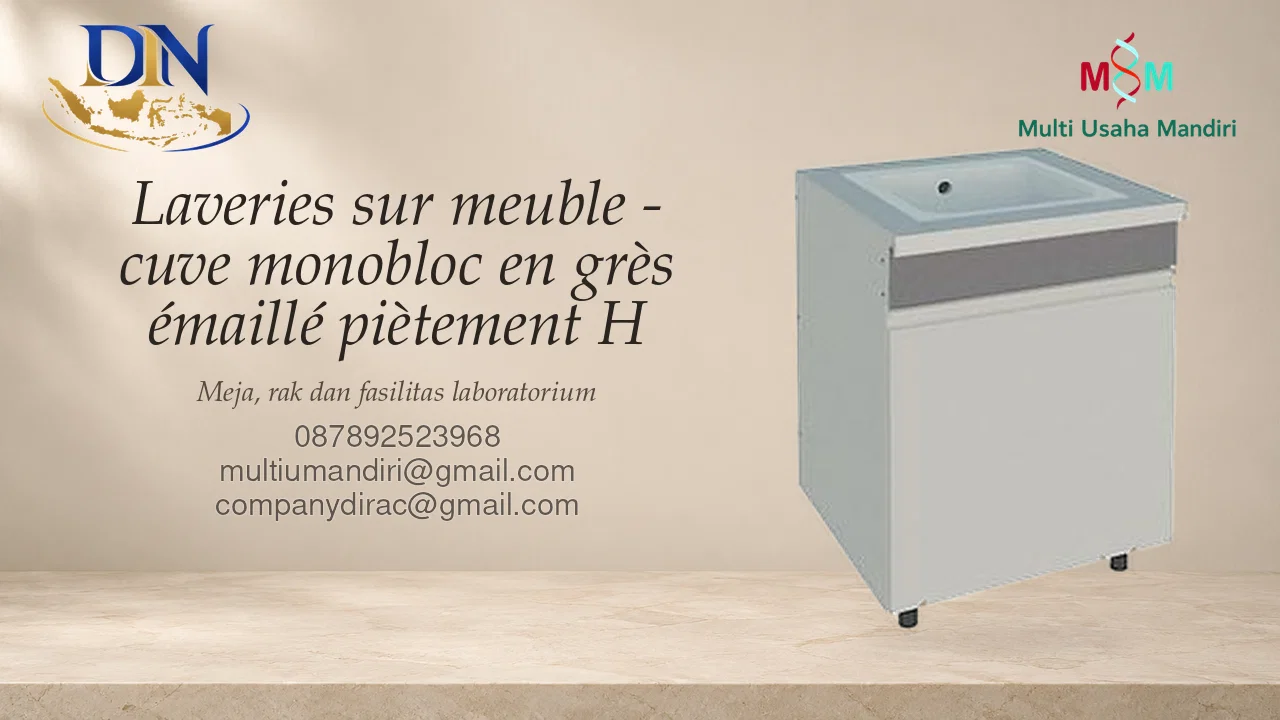 DN
M M
Multi Usaha Mandiri
Laveries sur meuble -
cuve monobloc en grès
émaillé piètement H
Meja, rak dan fasilitas laboratorium
087892523968
multiumandiri@gmail.com
companydirac@gmail.com